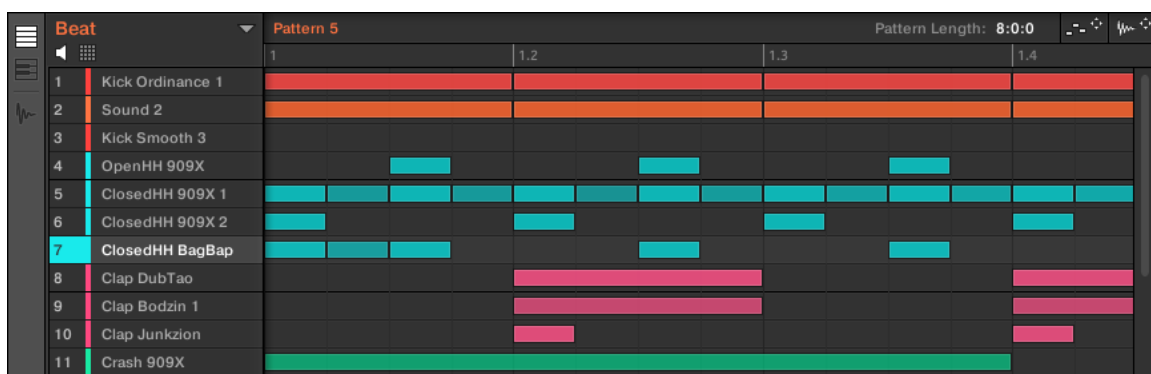 Beat Pattern 5 Pattern Length: 8:0:0
1 1.2 1.3 1.4
1 Kick Ordinance 1
2 Sound 2
3 Kick Smooth 3
4 OpenHH 909X
5 ClosedHH 909X 1
6 ClosedHH 909X 2
7 ClosedHH BagBap
8 Clap DubTao
9 Clap Bodzin 1
10 Clap Junkzion
11 Crash 909X